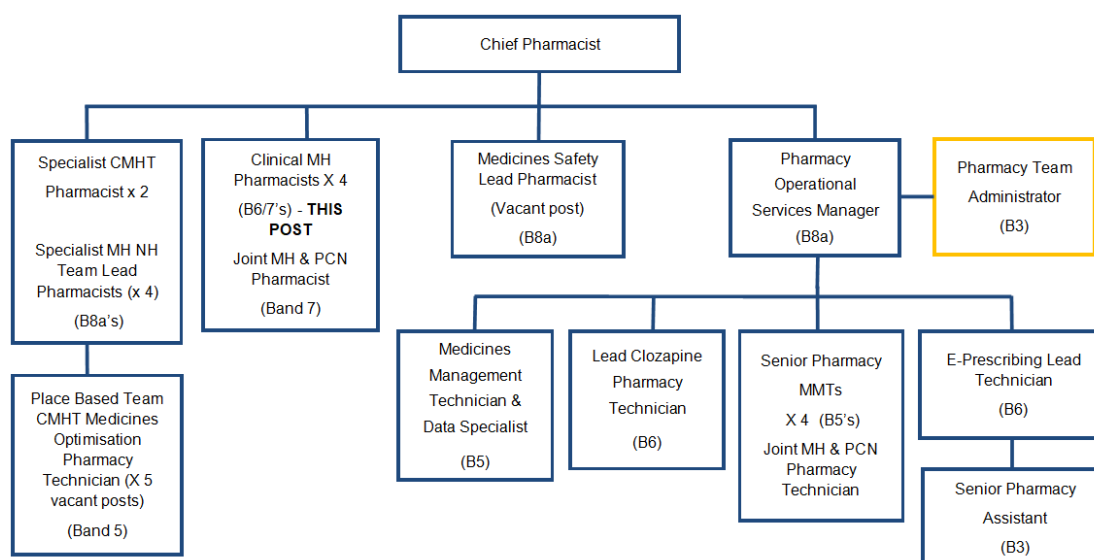 Chief Pharmacist
Specialist CMHT
Pharmacist x 2
Specialist MH NH
Team Lead
Pharmacists (x 4)
(B8a's)
Clinical MH
Pharmacists X 4
(B6/7's) - THIS
POST
Joint MH & PCN
Pharmacist
(Band 7)
Medicines Safety
Lead Pharmacist
(Vacant post)
(B8a)
Pharmacy
Operational
Services Manager
(B8a)
Pharmacy Team
Administrator
(B3)
Place Based Team
CMHT Medicines
Optimisation
Pharmacy
Technician (X 5
vacant posts)
(Band 5)
Medicines
Management
Technician &
Data Specialist
(B5)
Lead Clozapine
Pharmacy
Technician
(B6)
Senior Pharmacy
MMTs
X 4 (B5's)
Joint MH & PCN
Pharmacy
Technician
E-Prescribing Lead
Technician
(B6)
Senior Pharmacy
Assistant
(B3)